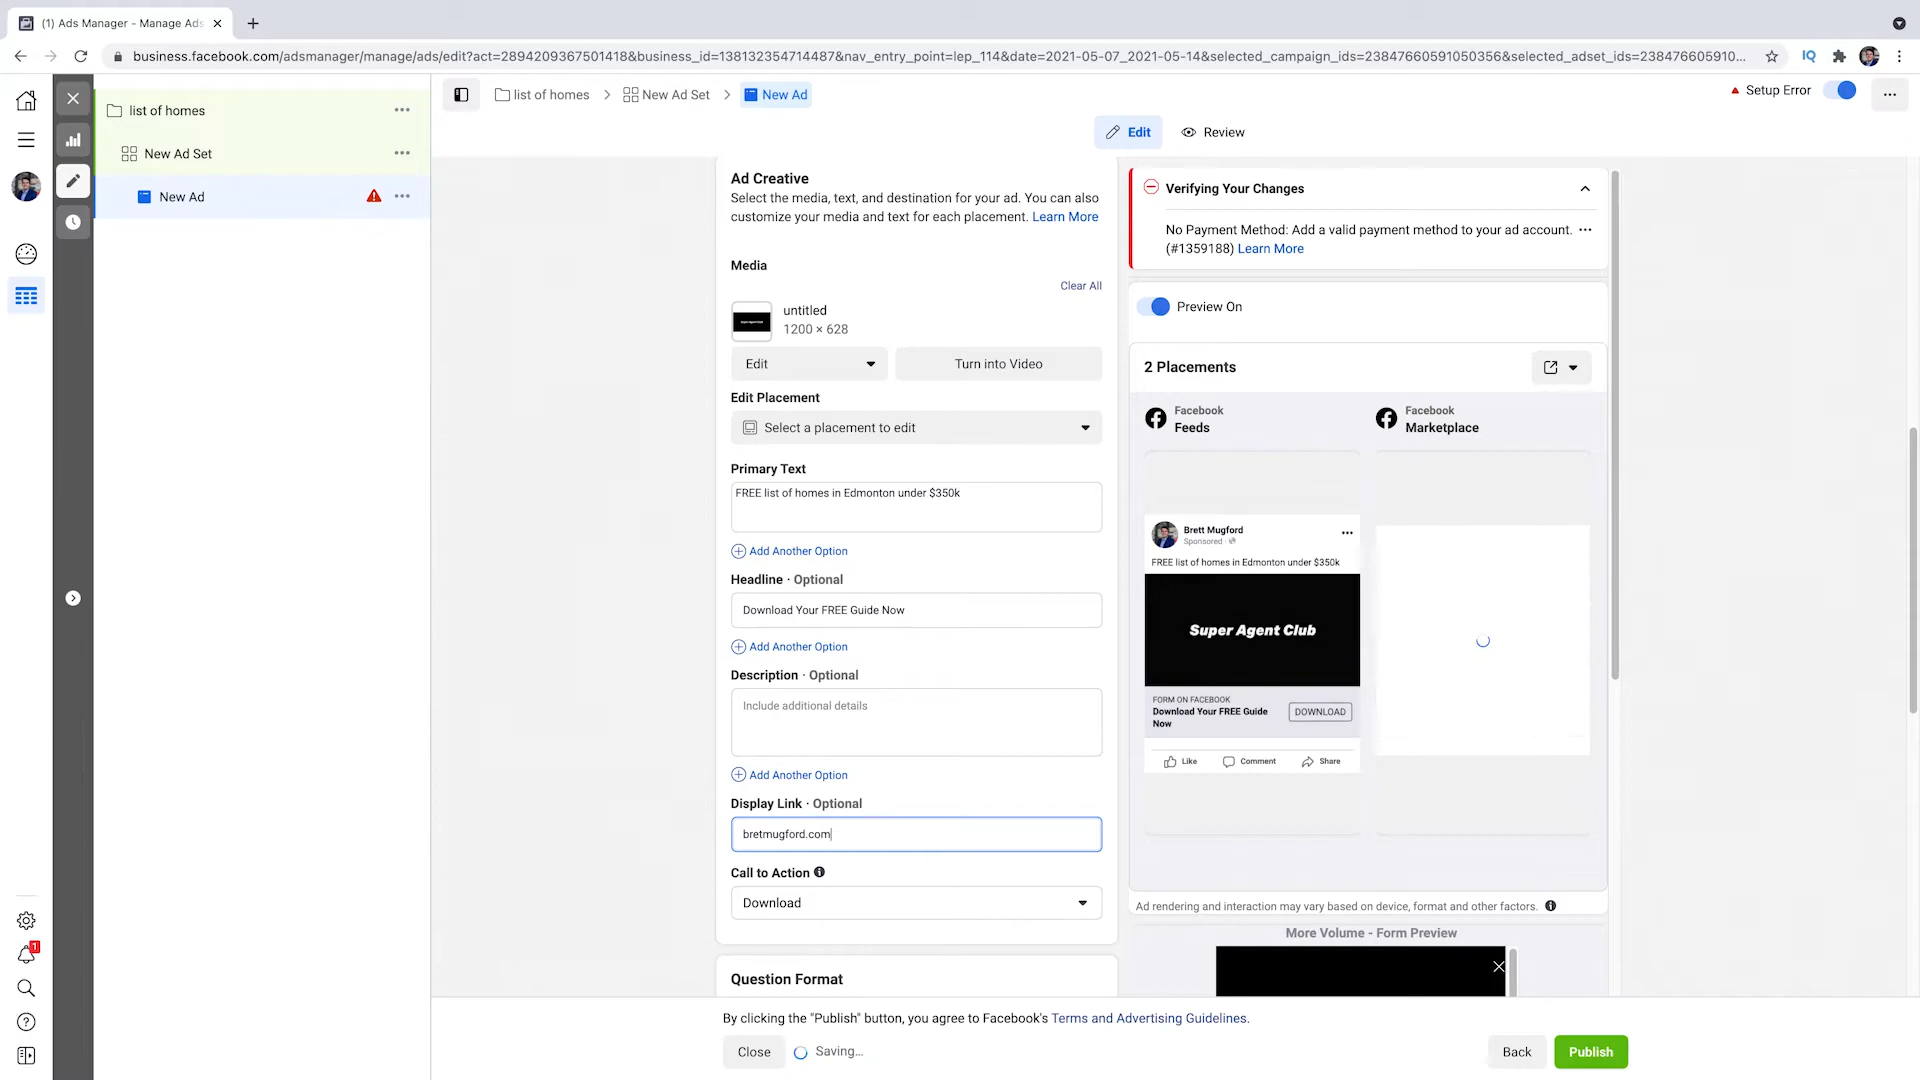 (1) Ads Manager - Manage Ads
business.facebook.com/adsmanager/manage/ads/edit?act=2894209367501418&business_id=138132354714487&nav_entry_point=lep_114&date=2021-05-07_2021-05-14&selected_campaign_ids=23847660591050356&selected_adset_ids=238476605910...
IQ
list of homes
New Ad Set
New Ad
list of homes
New Ad Set
New Ad
Setup Error
Edit
Review
Ad Creative
Select the media, text, and destination for your ad. You can also
customize your media and text for each placement. Learn More
Media
Clear All
untitled
1200 × 628
Edit
Turn into Video
Edit Placement
Select a placement to edit
Primary Text
FREE list of homes in Edmonton under $350k
Add Another Option
Headline · Optional
Download Your FREE Guide Now
Add Another Option
Description · Optional
Include additional details
Add Another Option
Display Link · Optional
bretmugford.com
Call to Action
Download
Question Format
Verifying Your Changes
No Payment Method: Add a valid payment method to your ad account.
(#1359188) Learn More
Preview On
2 Placements
Facebook
Feeds
Facebook
Marketplace
Brett Mugford
Sponsored ·
FREE list of homes in Edmonton under $350k
Super Agent Club
FORM ON FACEBOOK
Download Your FREE Guide
Now
DOWNLOAD
Like
Comment
Share
Ad rendering and interaction may vary based on device, format and other factors.
More Volume - Form Preview
1
By clicking the "Publish" button, you agree to Facebook's Terms and Advertising Guidelines.
Close
Saving...
Back
Publish